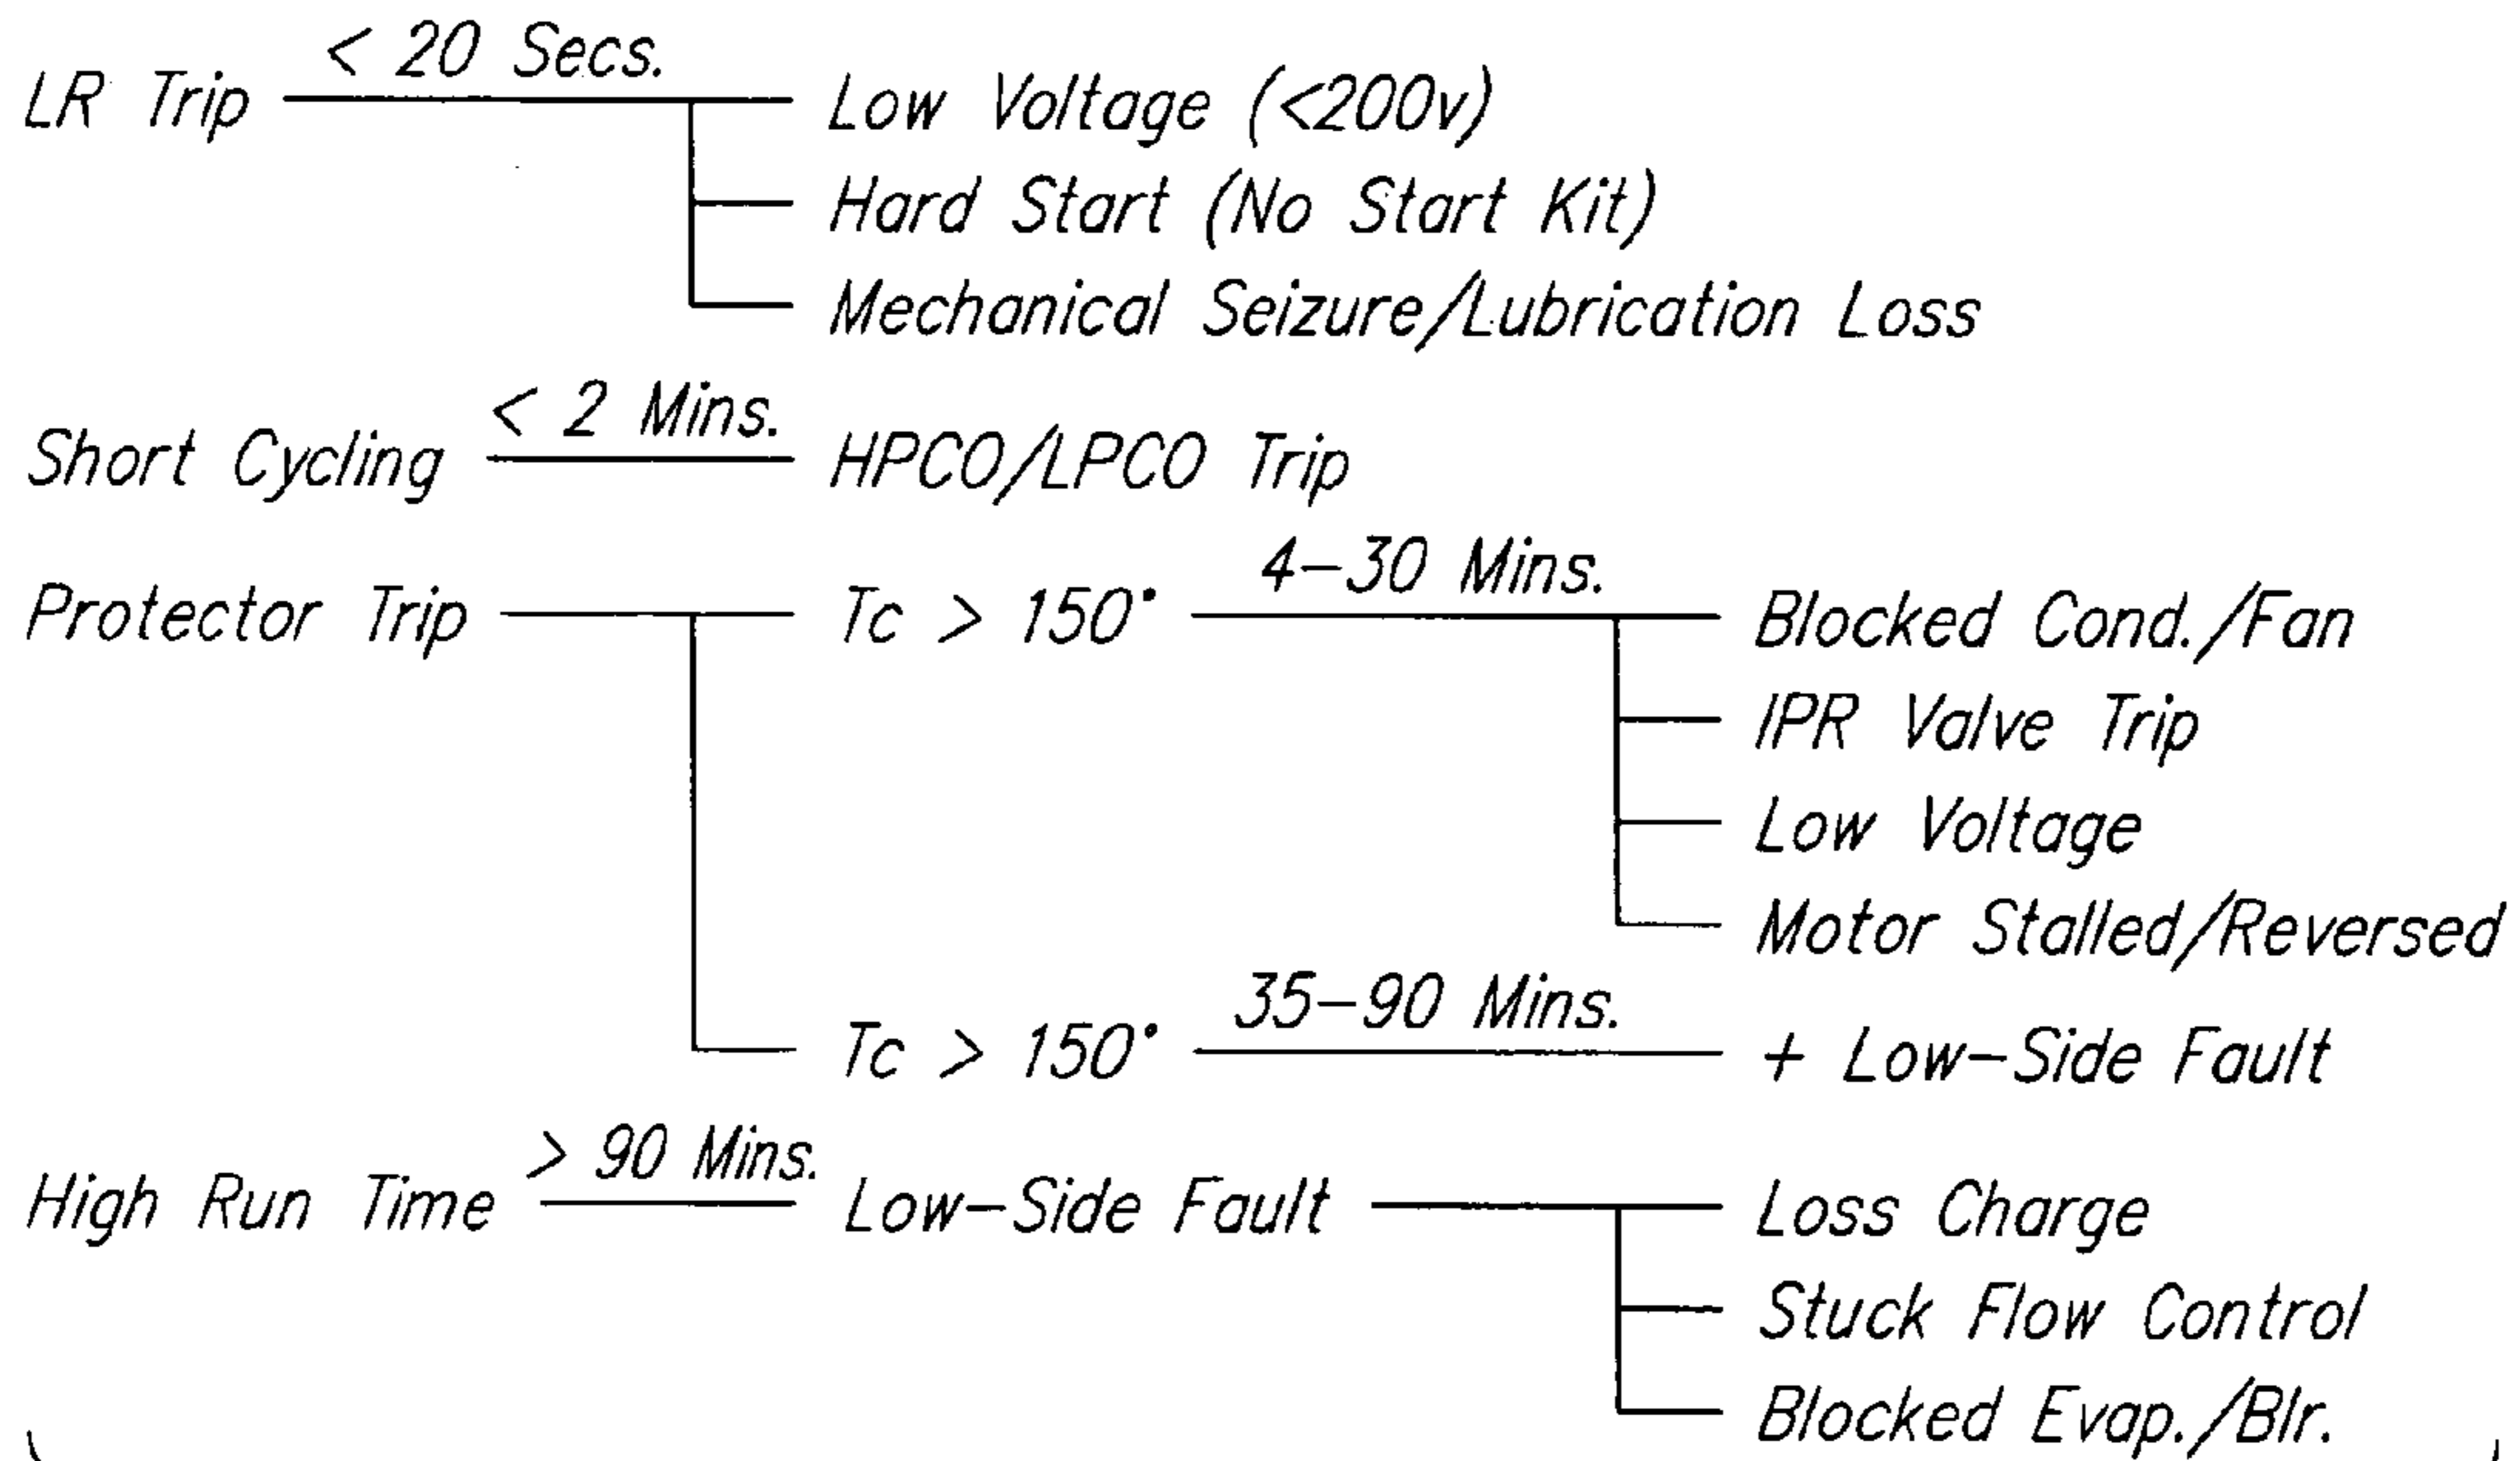 < 20 Secs.
LR Trip Low Voltage (<200v)
Hard Start (No Start Kit)
Mechanical Seizure/Lubrication Loss
< 2 Mins.
Short Cycling HPCO/LPCO Trip
4-30 Mins.
Protector Trip Tc > 150° Blocked Cond./Fan
IPR Valve Trip
Low Voltage
Motor Stalled/Reversed
35-90 Mins.
Tc > 150° + Low-Side Fault
> 90 Mins.
High Run Time Low-Side Fault Loss Charge
Stuck Flow Control
Blocked Evap./Blr.